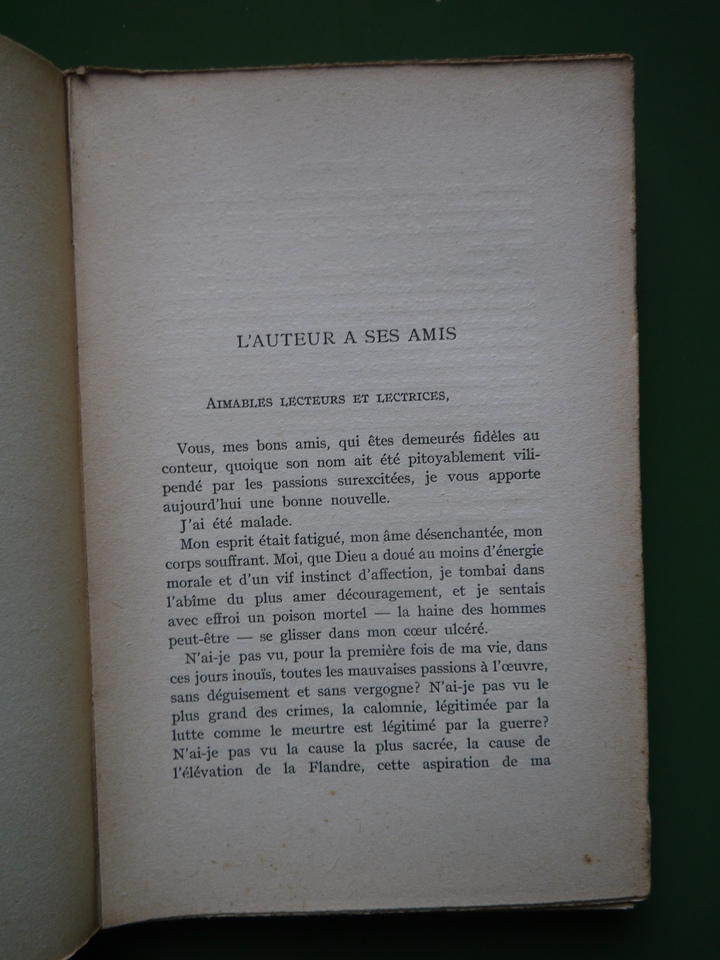 L'AUTEUR A SES AMIS
AIMABLES LECTEURS ET LECTRICES,
Vous, mes bons amis, qui êtes demeurés fidèles au
conteur, quoique son nom ait été pitoyablement vili-
pendé par les passions surexcitées, je vous apporte
aujourd'hui une bonne nouvelle.
J'ai été malade.
Mon esprit était fatigué, mon âme désenchantée, mon
corps souffrant. Moi, que Dieu a doué au moins d'énergie
morale et d'un vif instinct d'affection, je tombai dans
l'abîme du plus amer découragement, et je sentais
avec effroi un poison mortel — la haine des hommes
peut-être — se glisser dans mon cœur ulcéré.
N'ai-je pas vu, pour la première fois de ma vie, dans
ces jours inouïs, toutes les mauvaises passions à l'œuvre,
sans déguisement et sans vergogne? N'ai-je pas vu le
plus grand des crimes, la calomnie, légitimée par la
lutte comme le meurtre est légitimé par la guerre?
N'ai-je pas vu la cause la plus sacrée, la cause de
l'élévation de la Flandre, cette aspiration de ma